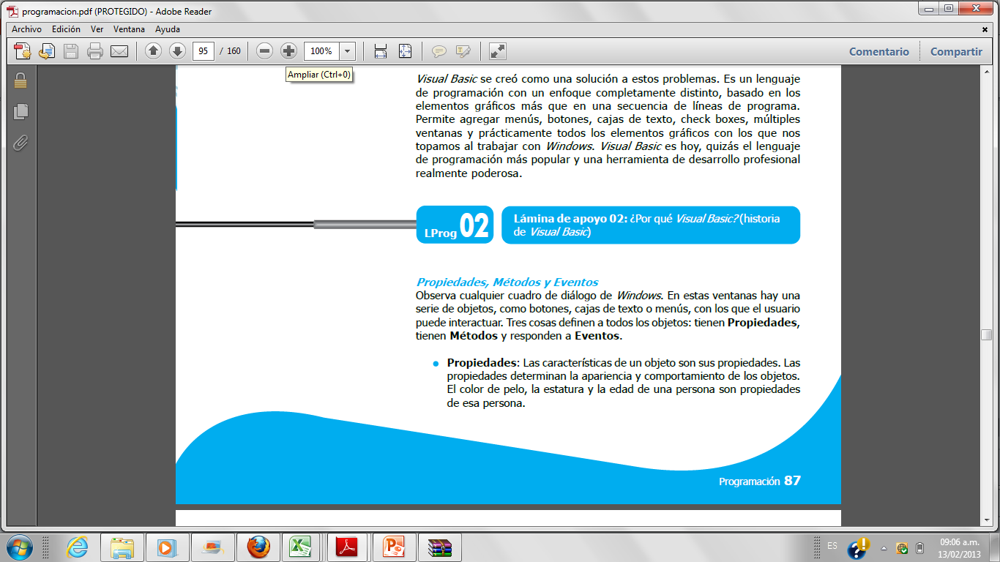 programacion.pdf (PROTEGIDO) - Adobe Reader
Archivo Edición Ver Ventana Ayuda
95 / 160 100% Comentario Compartir
Ampliar (Ctrl+0)
Visual Basic se creó como una solución a estos problemas. Es un lenguaje
de programación con un enfoque completamente distinto, basado en los
elementos gráficos más que en una secuencia de líneas de programa.
Permite agregar menús, botones, cajas de texto, check boxes, múltiples
ventanas y prácticamente todos los elementos gráficos con los que nos
topamos al trabajar con Windows. Visual Basic es hoy, quizás el lenguaje
de programación más popular y una herramienta de desarrollo profesional
realmente poderosa.
LProg 02
Lámina de apoyo 02: ¿Por qué Visual Basic? (historia
de Visual Basic)
Propiedades, Métodos y Eventos
Observa cualquier cuadro de diálogo de Windows. En estas ventanas hay una
serie de objetos, como botones, cajas de texto o menús, con los que el usuario
puede interactuar. Tres cosas definen a todos los objetos: tienen Propiedades,
tienen Métodos y responden a Eventos.
• Propiedades: Las características de un objeto son sus propiedades. Las
propiedades determinan la apariencia y comportamiento de los objetos.
El color de pelo, la estatura y la edad de una persona son propiedades
de esa persona.
Programación 87
ES
09:06 a.m.
13/02/2013